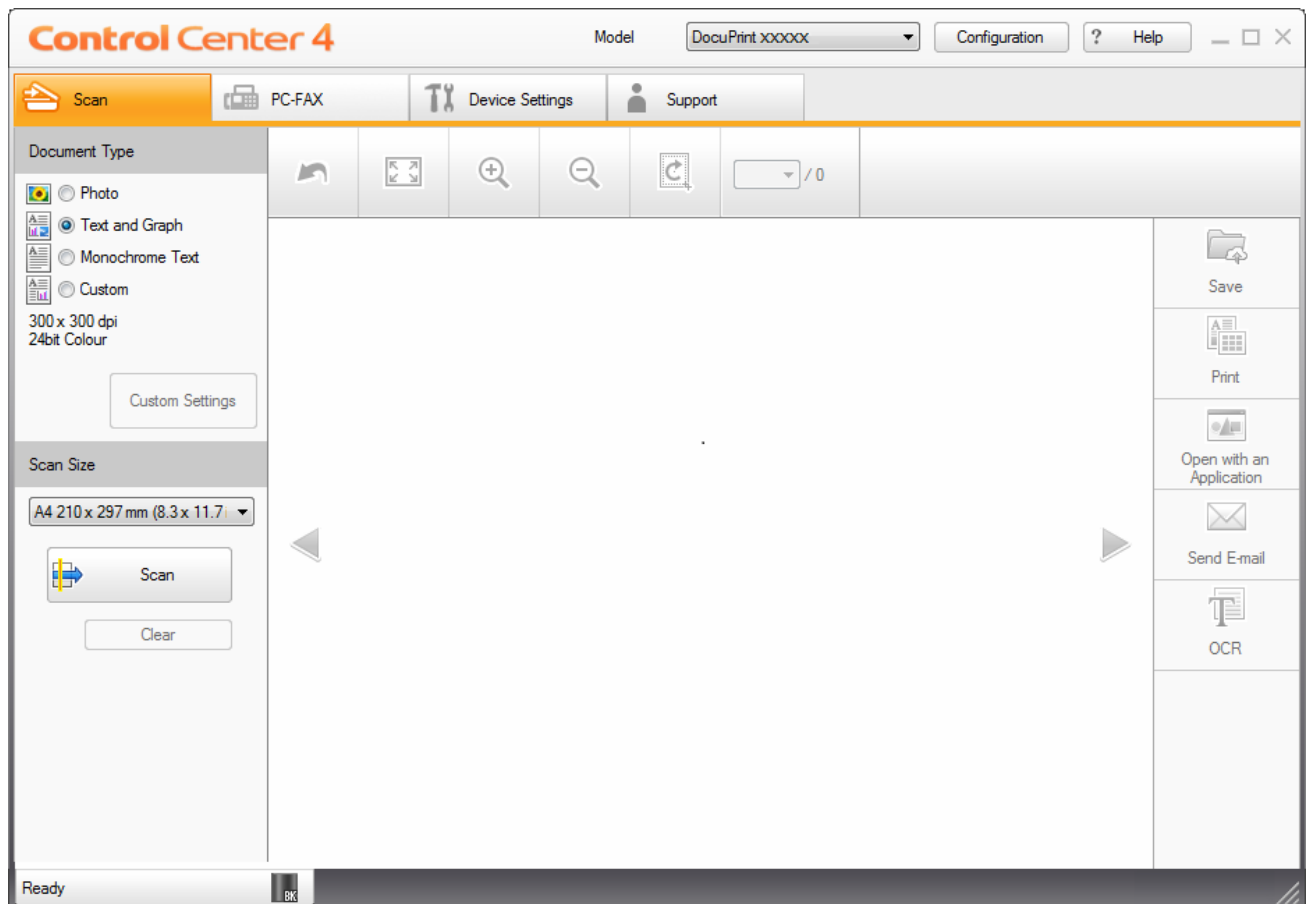 Control Center 4
Model
DocuPrint XXXXX
Configuration
? Help
Scan
PC-FAX
Device Settings
Support
Document Type
Photo
Text and Graph
Monochrome Text
Custom
300 x 300 dpi
24bit Colour
Custom Settings
Scan Size
A4 210 x 297 mm (8.3 x 11.7
Scan
Clear
/ 0
Save
Print
Open with an
Application
Send E-mail
OCR
Ready
BK